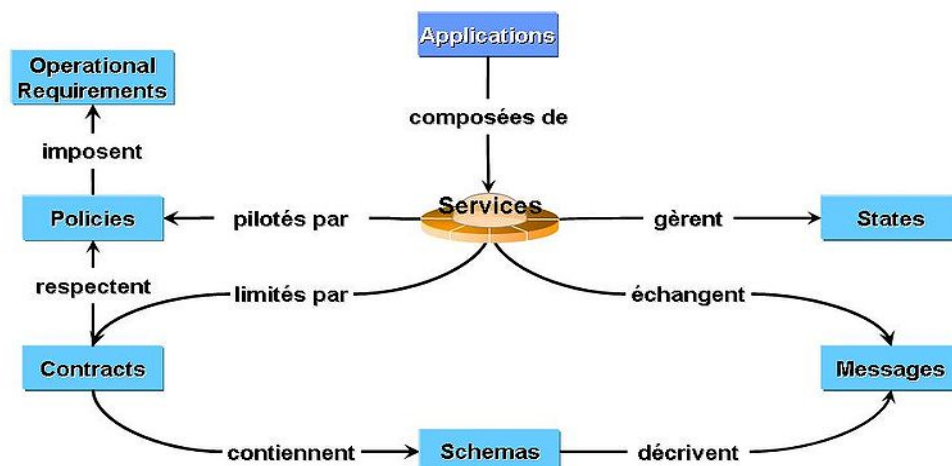 Applications
Operational
Requirements
composées de
imposent
Services
Policies
pilotés par
gèrent
States
respectent
limités par
échangent
Contracts
Messages
contiennent
Schemas
décrivent